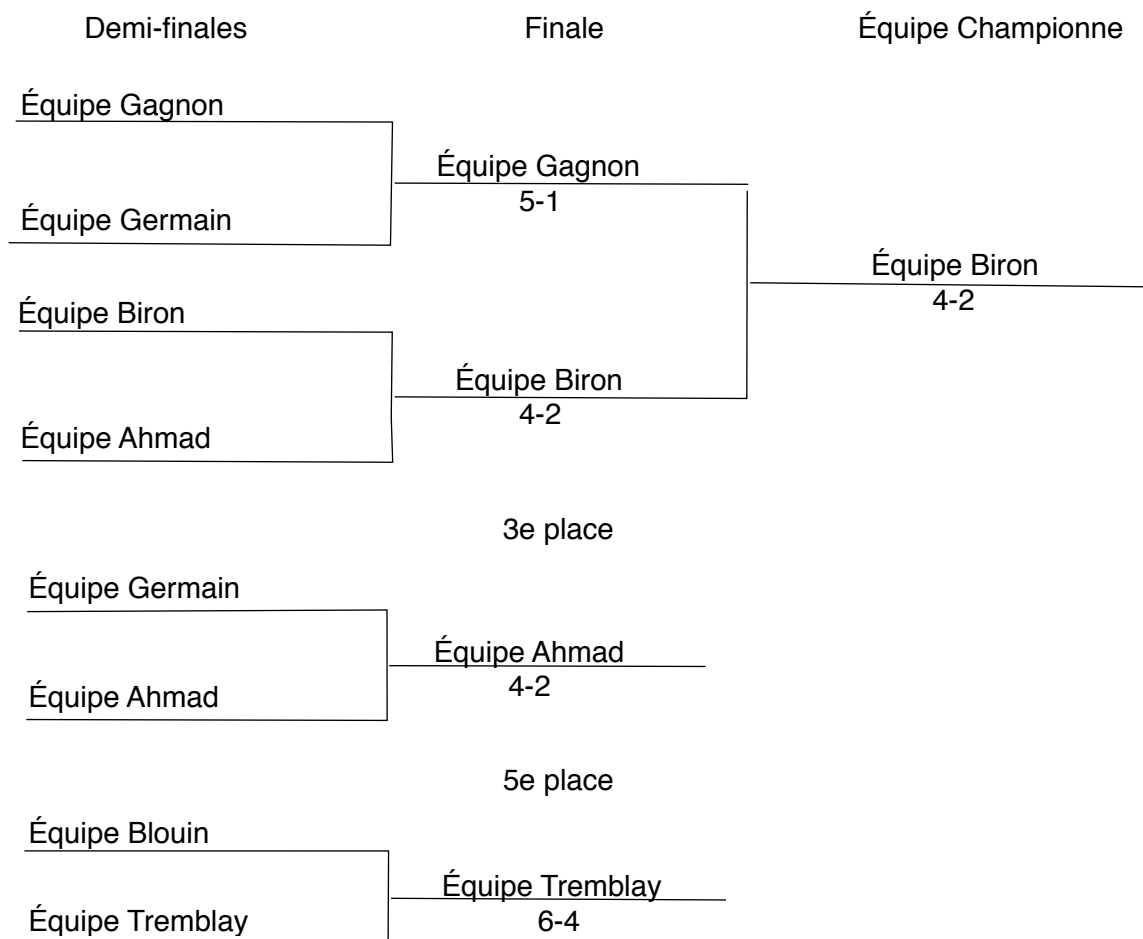 Demi-finales Finale Équipe Championne
Équipe Gagnon
Équipe Gagnon
5-1
Équipe Germain
Équipe Biron
4-2
Équipe Biron
Équipe Biron
4-2
Équipe Ahmad
3e place
Équipe Germain
Équipe Ahmad
4-2
Équipe Ahmad
5e place
Équipe Blouin
Équipe Tremblay
6-4
Équipe Tremblay